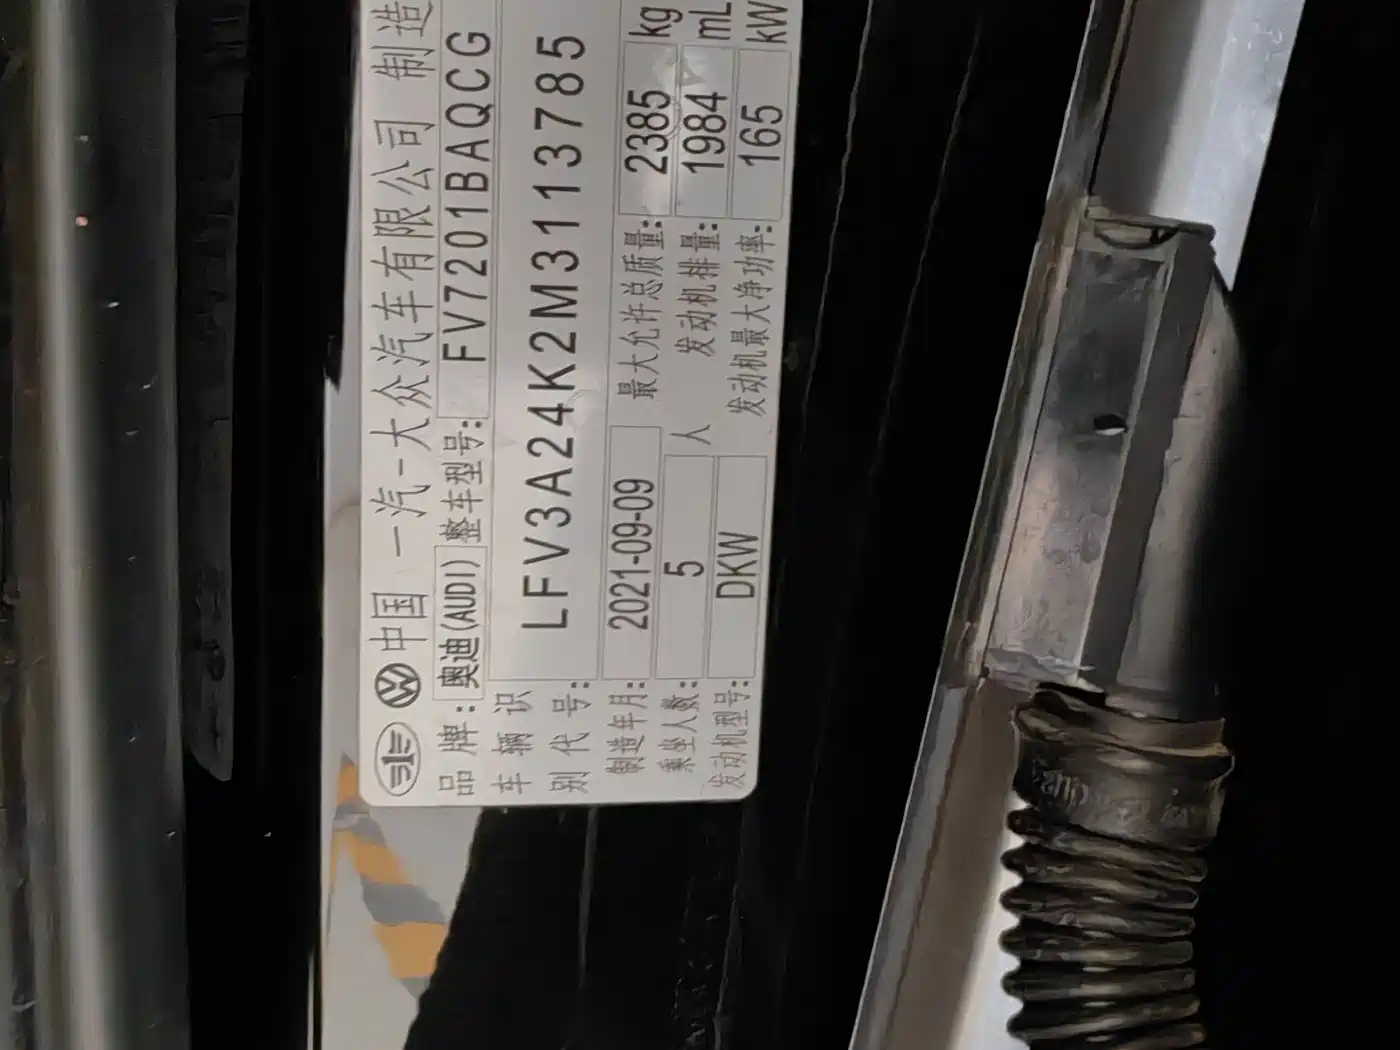 中国 一汽-大众汽车有限公司 制造
品牌: 奥迪(AUDI) 整车型号: FV7201BAQCG
车辆识别代号: LFV3A24K2M3113785
制造年月: 2021-09-09 最大允许总质量: 2385 kg
乘坐人数: 5 人 发动机排量: 1984 mL
发动机型号: DKW 发动机最大净功率: 165 kW